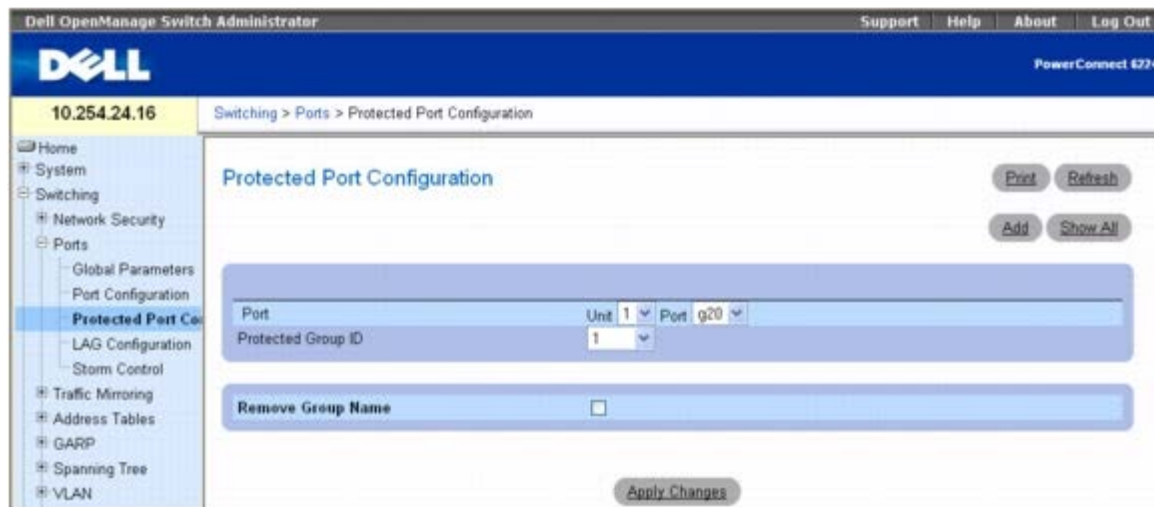 Dell OpenManage Switch Administrator
Support Help About Log Out
DELL
PowerConnect 6224
10.254.24.16
Switching > Ports > Protected Port Configuration
Home
System
Switching
Network Security
Ports
Global Parameters
Port Configuration
Protected Port Co
LAG Configuration
Storm Control
Traffic Mirroring
Address Tables
GARP
Spanning Tree
VLAN
Protected Port Configuration
Print Refresh
Add Show All
Port Unit 1 Port g20
Protected Group ID 1
Remove Group Name
Apply Changes